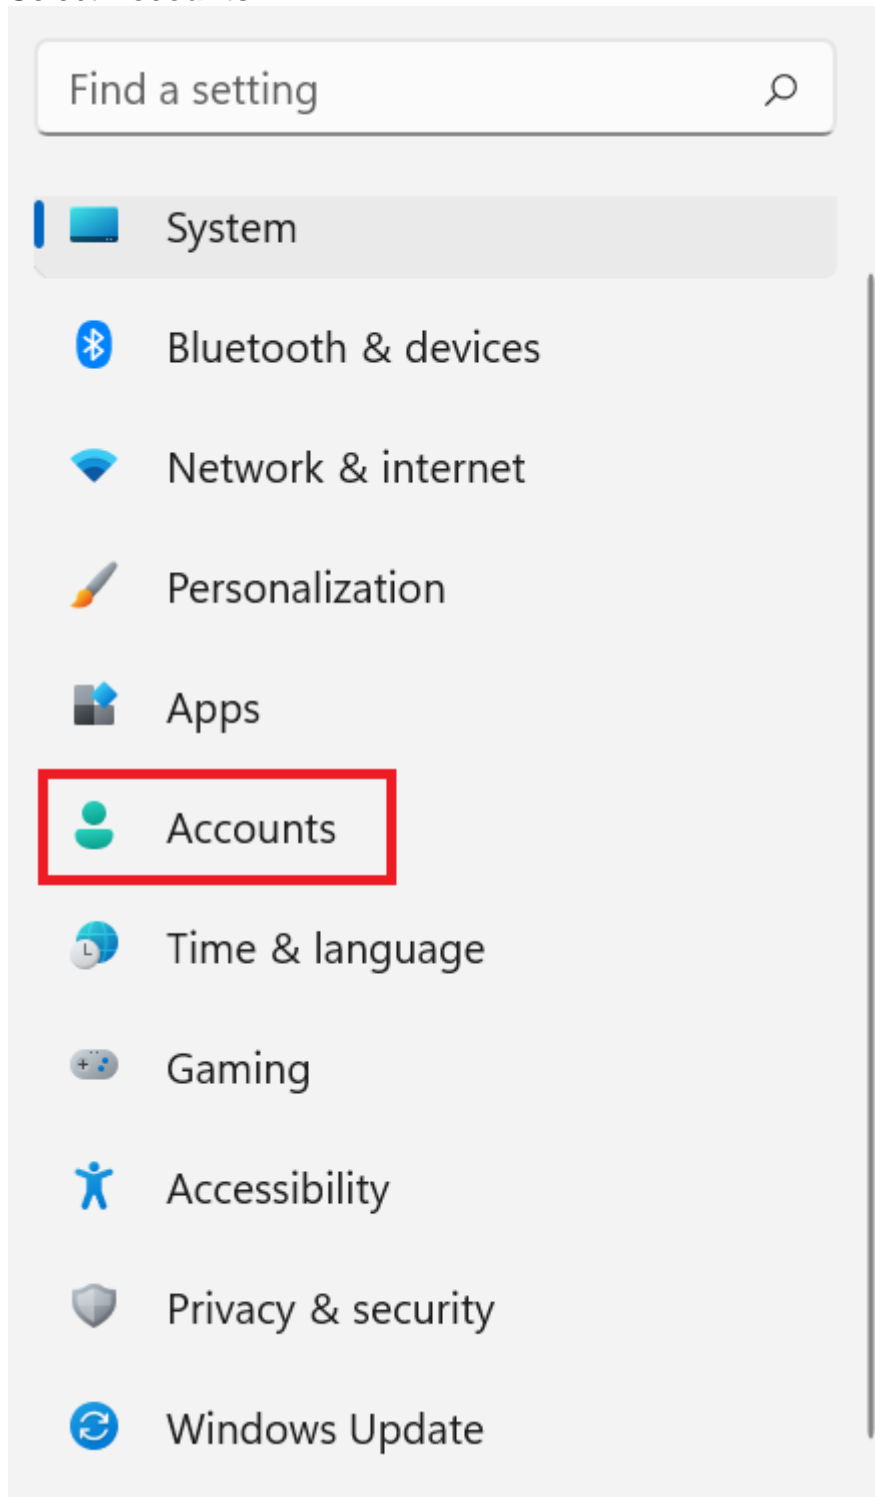 Find a setting
System
Bluetooth & devices
Network & internet
Personalization
Apps
Accounts
Time & language
Gaming
Accessibility
Privacy & security
Windows Update